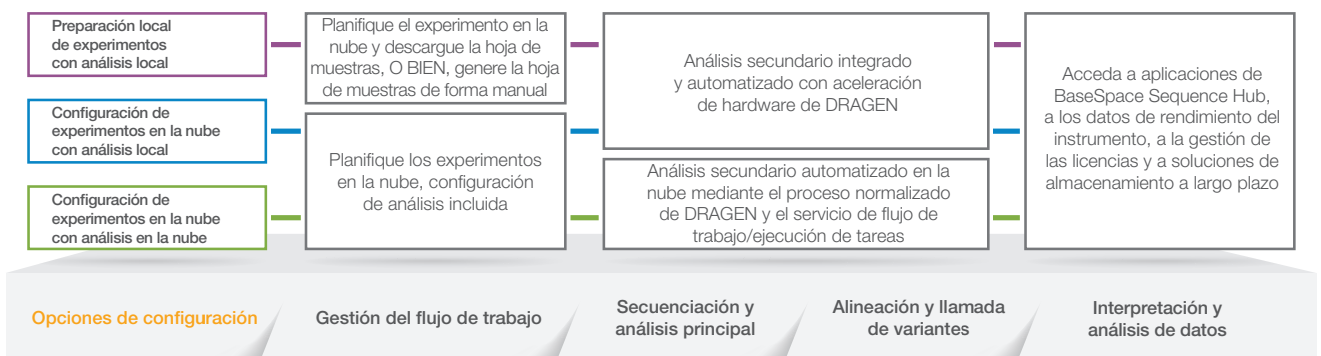 Preparación local
de experimentos
con análisis local
Configuración de
experimentos en la nube
con análisis local
Configuración de
experimentos en la nube
con análisis en la nube
Planifique el experimento en la
nube y descargue la hoja de
muestras, O BIEN, genere la hoja
de muestras de forma manual
Planifique los experimentos
en la nube, configuración
de análisis incluida
Análisis secundario integrado
y automatizado con aceleración
de hardware de DRAGEN
Análisis secundario automatizado en la
nube mediante el proceso normalizado
de DRAGEN y el servicio de flujo de
trabajo/ejecución de tareas
Acceda a aplicaciones de
BaseSpace Sequence Hub,
a los datos de rendimiento del
instrumento, a la gestión de
las licencias y a soluciones de
almacenamiento a largo plazo
Opciones de configuración
Gestión del flujo de trabajo
Secuenciación y
análisis principal
Alineación y llamada
de variantes
Interpretación y
análisis de datos